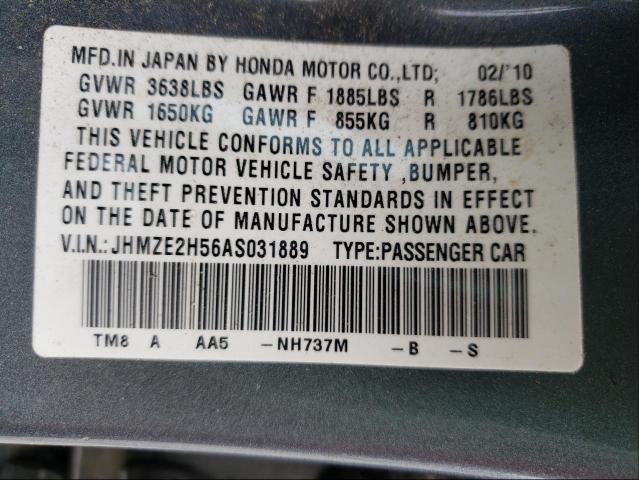 MFD.IN JAPAN BY HONDA MOTOR CO.,LTD; 02/'10
GVWR 3638LBS GAWR F 1885LBS R 1786LBS
GVWR 1650KG GAWR F 855KG R 810KG
THIS VEHICLE CONFORMS TO ALL APPLICABLE
FEDERAL MOTOR VEHICLE SAFETY ,BUMPER,
AND THEFT PREVENTION STANDARDS IN EFFECT
ON THE DATE OF MANUFACTURE SHOWN ABOVE.
V.I.N.: JHMZE2H56AS031889 TYPE:PASSENGER CAR
TM8 A AA5 -NH737M -B -S